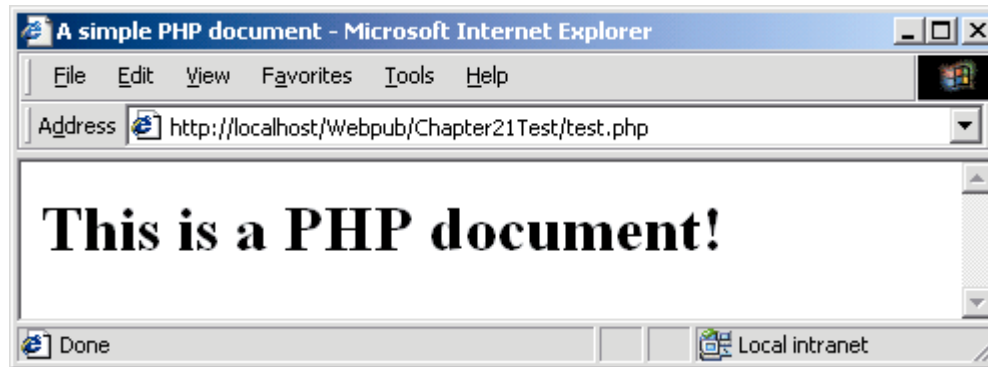 A simple PHP document - Microsoft Internet Explorer
File Edit View Favorites Tools Help
Address http://localhost/Webpub/Chapter21Test/test.php
This is a PHP document!
Done Local intranet